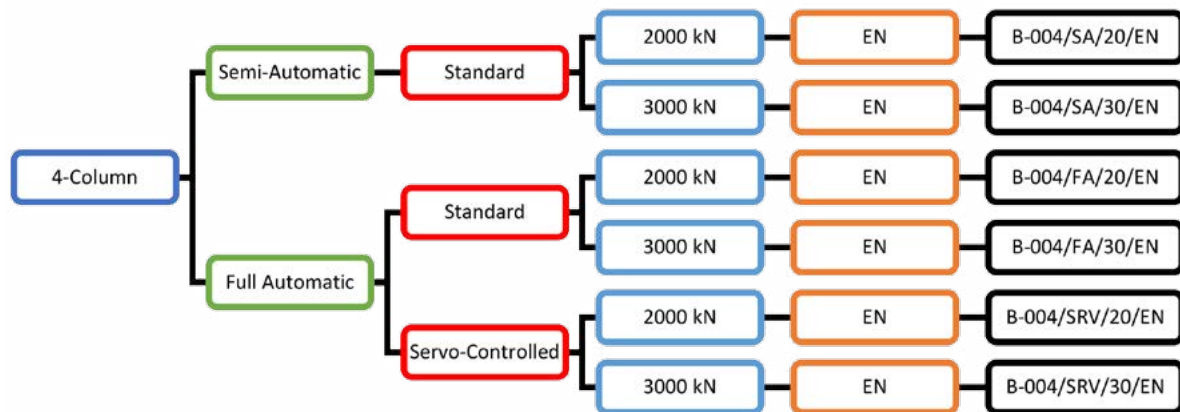 2000 kN EN B-004/SA/20/EN
Semi-Automatic Standard
3000 kN EN B-004/SA/30/EN
4-Column
2000 kN EN B-004/FA/20/EN
Standard
3000 kN EN B-004/FA/30/EN
Full Automatic
2000 kN EN B-004/SRV/20/EN
Servo-Controlled
3000 kN EN B-004/SRV/30/EN